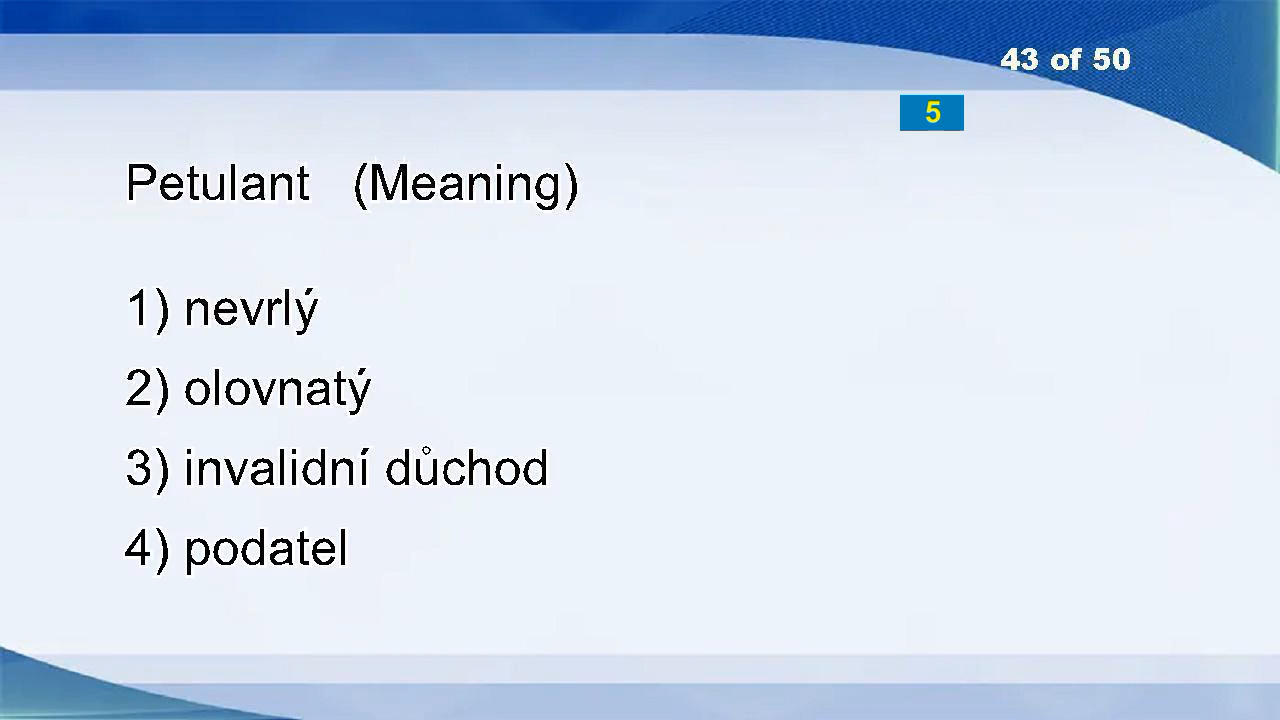 43 of 50
5
Petulant (Meaning)
1) nevrlý
2) olovnatý
3) invalidní důchod
4) podatel